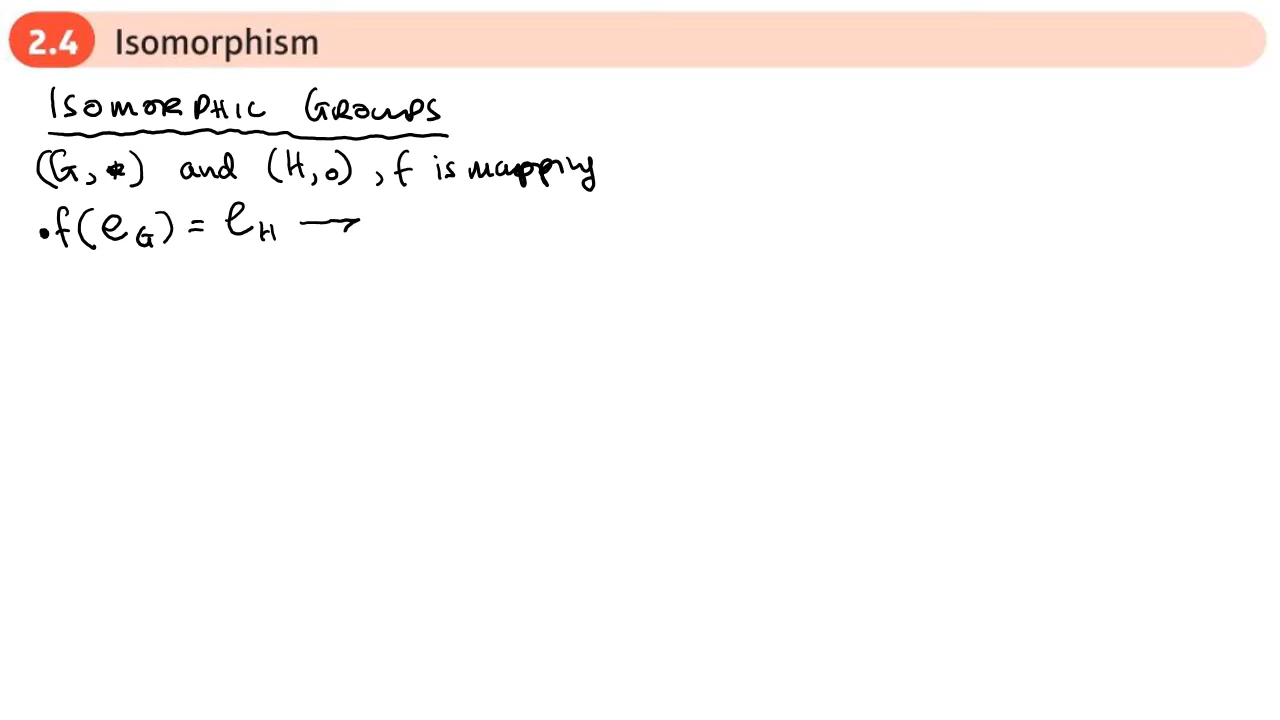 2.4 Isomorphism
ISOMORPHIC GROUPS
(G, *) and (H, o), f is mapping
• f(e_G) = e_H →